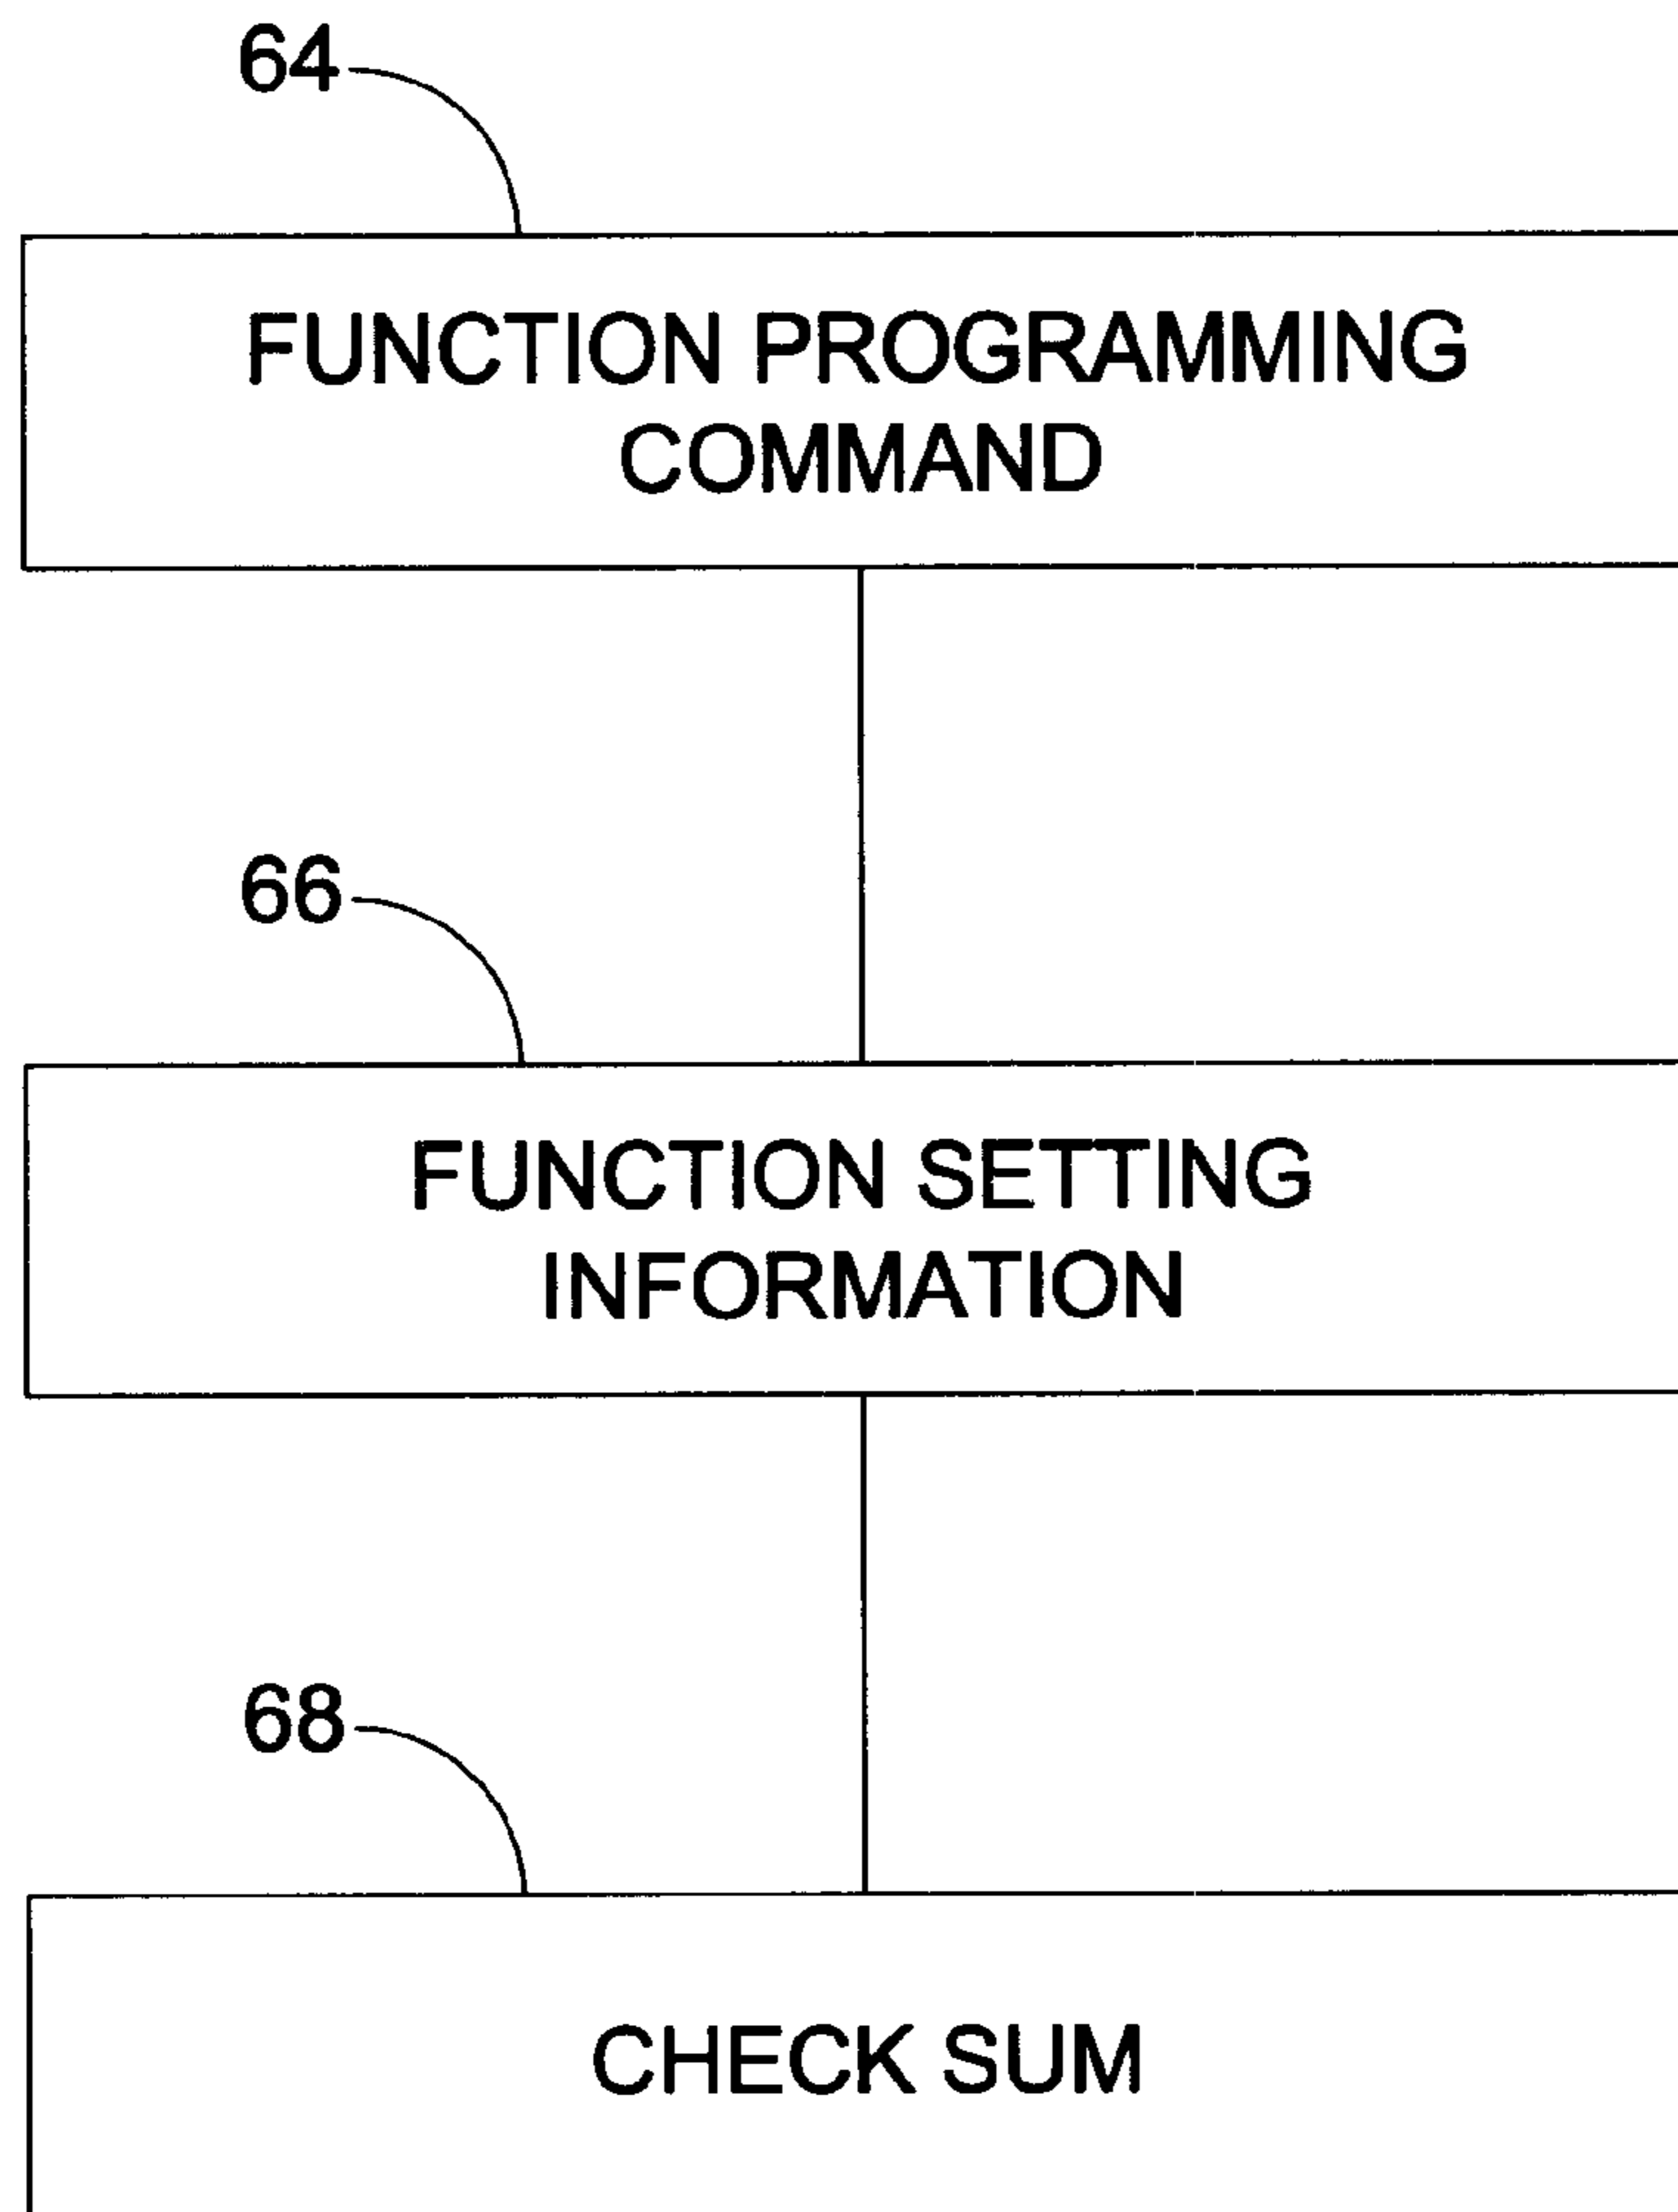 64
FUNCTION PROGRAMMING
COMMAND
66
FUNCTION SETTING
INFORMATION
68
CHECK SUM